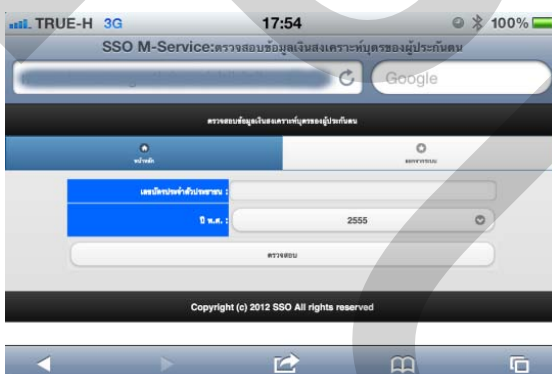 TRUE-H 3G 17:54 100%
SSO M-Service:ตรวจสอบข้อมูลเงินสงเคราะห์บุตรของผู้ประกันตน
Google
ตรวจสอบข้อมูลเงินสงเคราะห์บุตรของผู้ประกันตน
หน้าหลัก ออกจากระบบ
เลขบัตรประจำตัวประชาชน :
ปี พ.ศ. : 2555
ตรวจสอบ
Copyright (c) 2012 SSO All rights reserved